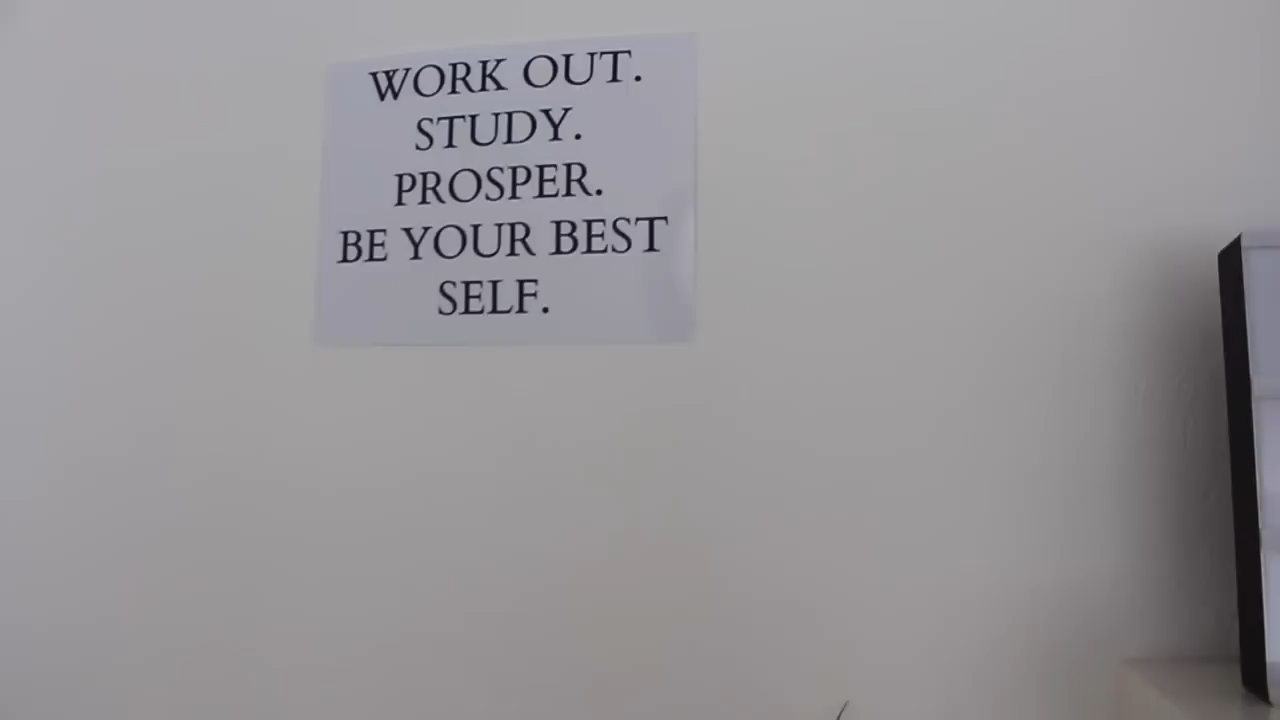 WORK OUT.
STUDY.
PROSPER.
BE YOUR BEST
SELF.